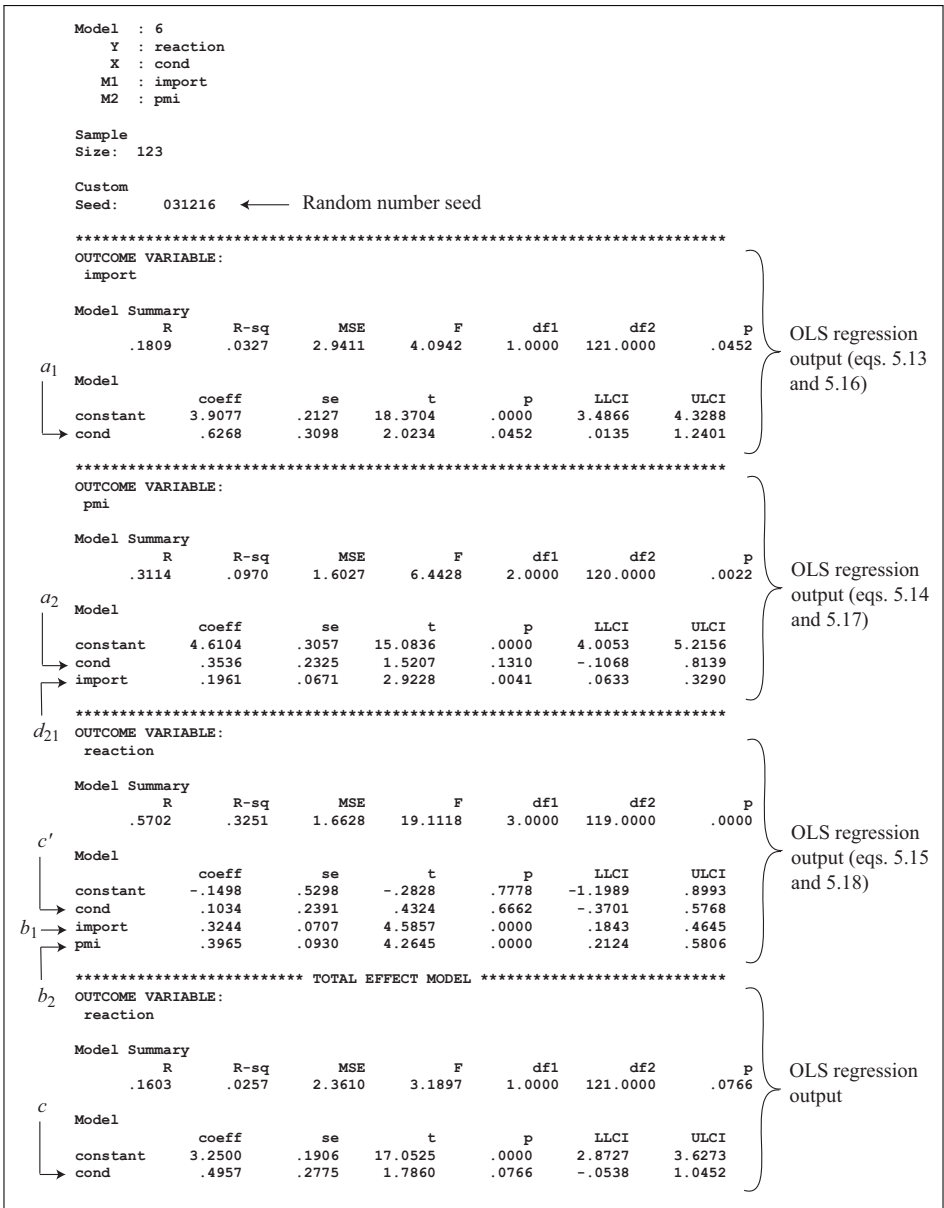 Model : 6
Y : reaction
X : cond
M1 : import
M2 : pmi
Sample
Size: 123
Custom
Seed: 031216 Random number seed
**************************************************************************
OUTCOME VARIABLE:
import
Model Summary
R R-sq MSE F df1 df2 p
.1809 .0327 2.9411 4.0942 1.0000 121.0000 .0452
OLS regression
output (eqs. 5.13
and 5.16)
a1
Model
coeff se t p LLCI ULCI
constant 3.9077 .2127 18.3704 .0000 3.4866 4.3288
cond .6268 .3098 2.0234 .0452 .0135 1.2401
**************************************************************************
OUTCOME VARIABLE:
pmi
Model Summary
R R-sq MSE F df1 df2 p
.3114 .0970 1.6027 6.4428 2.0000 120.0000 .0022
OLS regression
output (eqs. 5.14
and 5.17)
a2
Model
coeff se t p LLCI ULCI
constant 4.6104 .3057 15.0836 .0000 4.0053 5.2156
cond .3536 .2325 1.5207 .1310 -.1068 .8139
import .1961 .0671 2.9228 .0041 .0633 .3290
**************************************************************************
d21 OUTCOME VARIABLE:
reaction
Model Summary
R R-sq MSE F df1 df2 p
.5702 .3251 1.6628 19.1118 3.0000 119.0000 .0000
OLS regression
output (eqs. 5.15
and 5.18)
c′
Model
coeff se t p LLCI ULCI
constant -.1498 .5298 -.2828 .7778 -1.1989 .8993
cond .1034 .2391 .4324 .6662 -.3701 .5768
b1 import .3244 .0707 4.5857 .0000 .1843 .4645
pmi .3965 .0930 4.2645 .0000 .2124 .5806
************************** TOTAL EFFECT MODEL ****************************
b2 OUTCOME VARIABLE:
reaction
Model Summary
R R-sq MSE F df1 df2 p
.1603 .0257 2.3610 3.1897 1.0000 121.0000 .0766
OLS regression
output
c
Model
coeff se t p LLCI ULCI
constant 3.2500 .1906 17.0525 .0000 2.8727 3.6273
cond .4957 .2775 1.7860 .0766 -.0538 1.0452